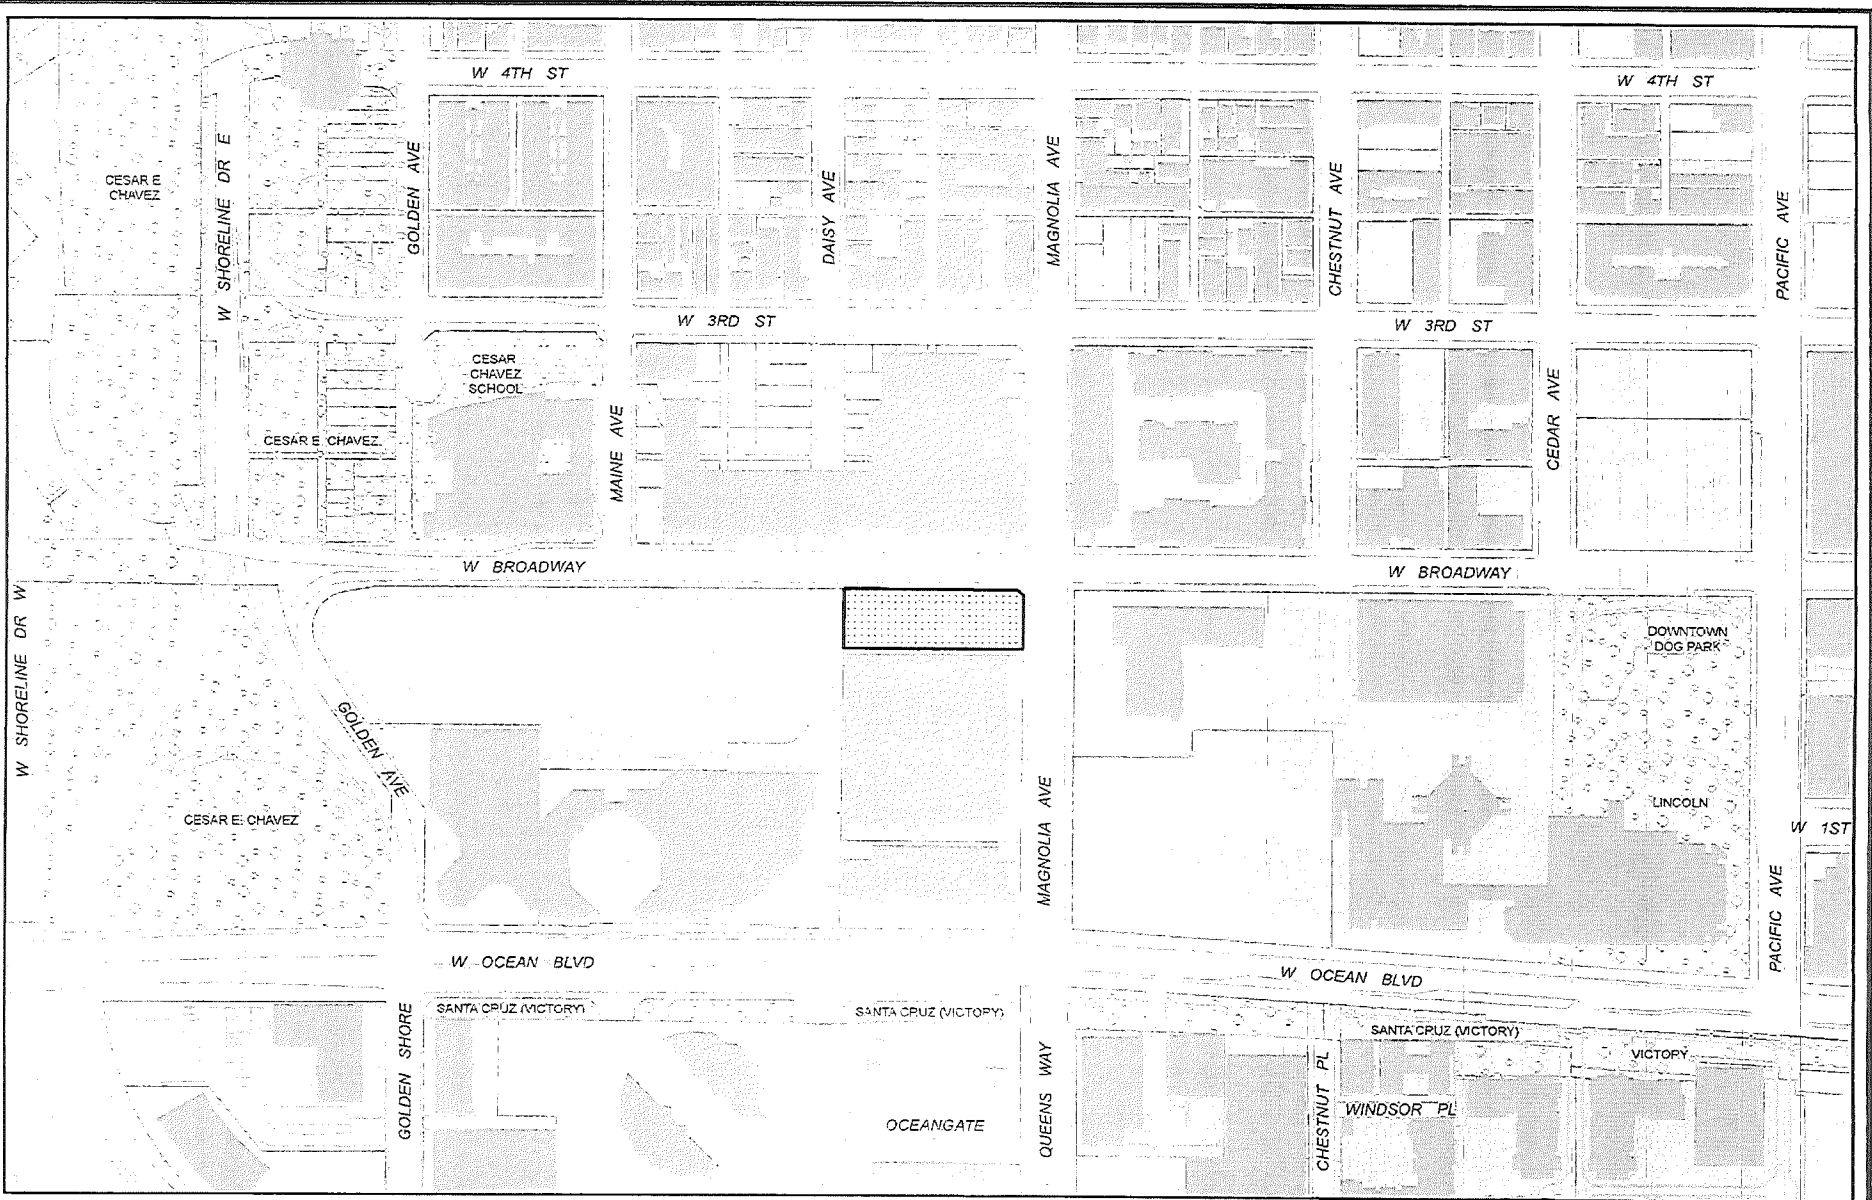 W 4TH ST
W 4TH ST
CESAR E
CHAVEZ
W SHORELINE DR E
GOLDEN AVE
DAISY AVE
MAGNOLIA AVE
CHESTNUT AVE
PACIFIC AVE
W 3RD ST
W 3RD ST
CESAR
CHAVEZ
SCHOOL
CESAR E. CHAVEZ
MAINE AVE
CEDAR AVE
W BROADWAY
W BROADWAY
W SHORELINE DR W
DOWNTOWN
DOG PARK
GOLDEN AVE
CESAR E. CHAVEZ
MAGNOLIA AVE
LINCOLN
W 1ST
PACIFIC AVE
W OCEAN BLVD
W OCEAN BLVD
GOLDEN SHORE
SANTA CRUZ (VICTORY)
SANTA CRUZ (VICTORY)
SANTA CRUZ (VICTORY)
VICTORY
QUEENS WAY
CHESTNUT PL
WINDSOR PL
OCEANGATE